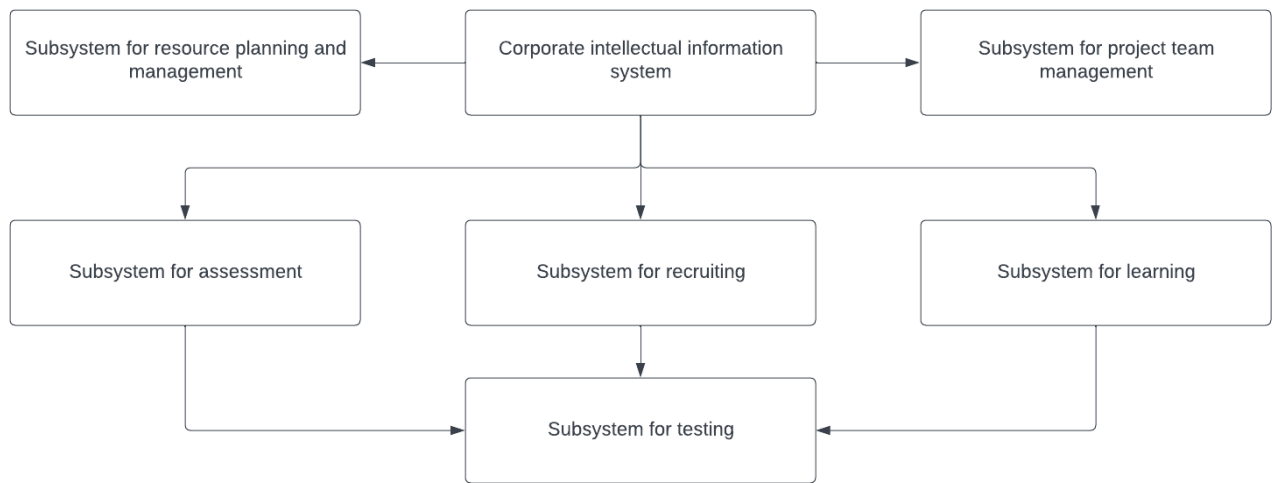 Subsystem for resource planning and
management
Corporate intellectual information
system
Subsystem for project team
management
Subsystem for assessment
Subsystem for recruiting
Subsystem for learning
Subsystem for testing